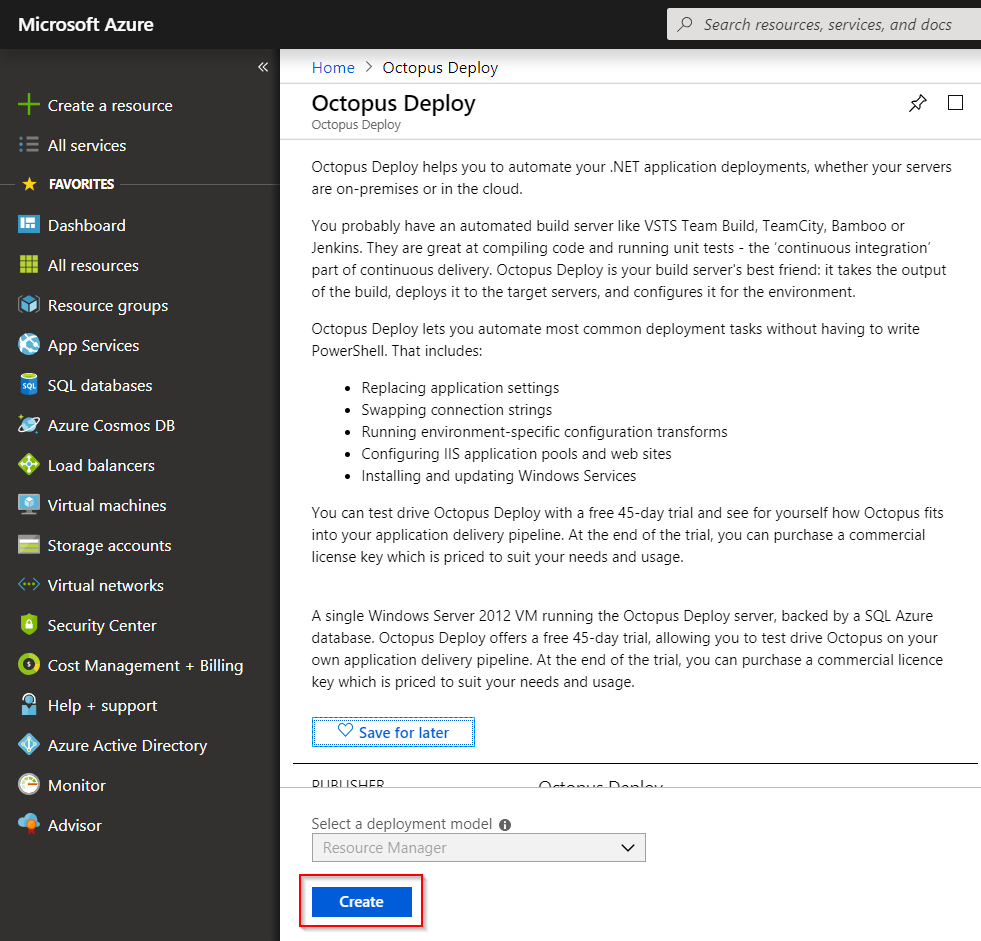 Microsoft Azure
Search resources, services, and docs
«
Create a resource
All services
FAVORITES
Dashboard
All resources
Resource groups
App Services
SQL databases
Azure Cosmos DB
Load balancers
Virtual machines
Storage accounts
Virtual networks
Security Center
Cost Management + Billing
Help + support
Azure Active Directory
Monitor
Advisor
Home > Octopus Deploy
Octopus Deploy
Octopus Deploy
Octopus Deploy helps you to automate your .NET application deployments, whether your servers
are on-premises or in the cloud.
You probably have an automated build server like VSTS Team Build, TeamCity, Bamboo or
Jenkins. They are great at compiling code and running unit tests - the ‘continuous integration’
part of continuous delivery. Octopus Deploy is your build server's best friend: it takes the output
of the build, deploys it to the target servers, and configures it for the environment.
Octopus Deploy lets you automate most common deployment tasks without having to write
PowerShell. That includes:
• Replacing application settings
• Swapping connection strings
• Running environment-specific configuration transforms
• Configuring IIS application pools and web sites
• Installing and updating Windows Services
You can test drive Octopus Deploy with a free 45-day trial and see for yourself how Octopus fits
into your application delivery pipeline. At the end of the trial, you can purchase a commercial
license key which is priced to suit your needs and usage.
A single Windows Server 2012 VM running the Octopus Deploy server, backed by a SQL Azure
database. Octopus Deploy offers a free 45-day trial, allowing you to test drive Octopus on your
own application delivery pipeline. At the end of the trial, you can purchase a commercial licence
key which is priced to suit your needs and usage.
Save for later
PUBLISHER Octopus Deploy
Select a deployment model
Resource Manager
Create